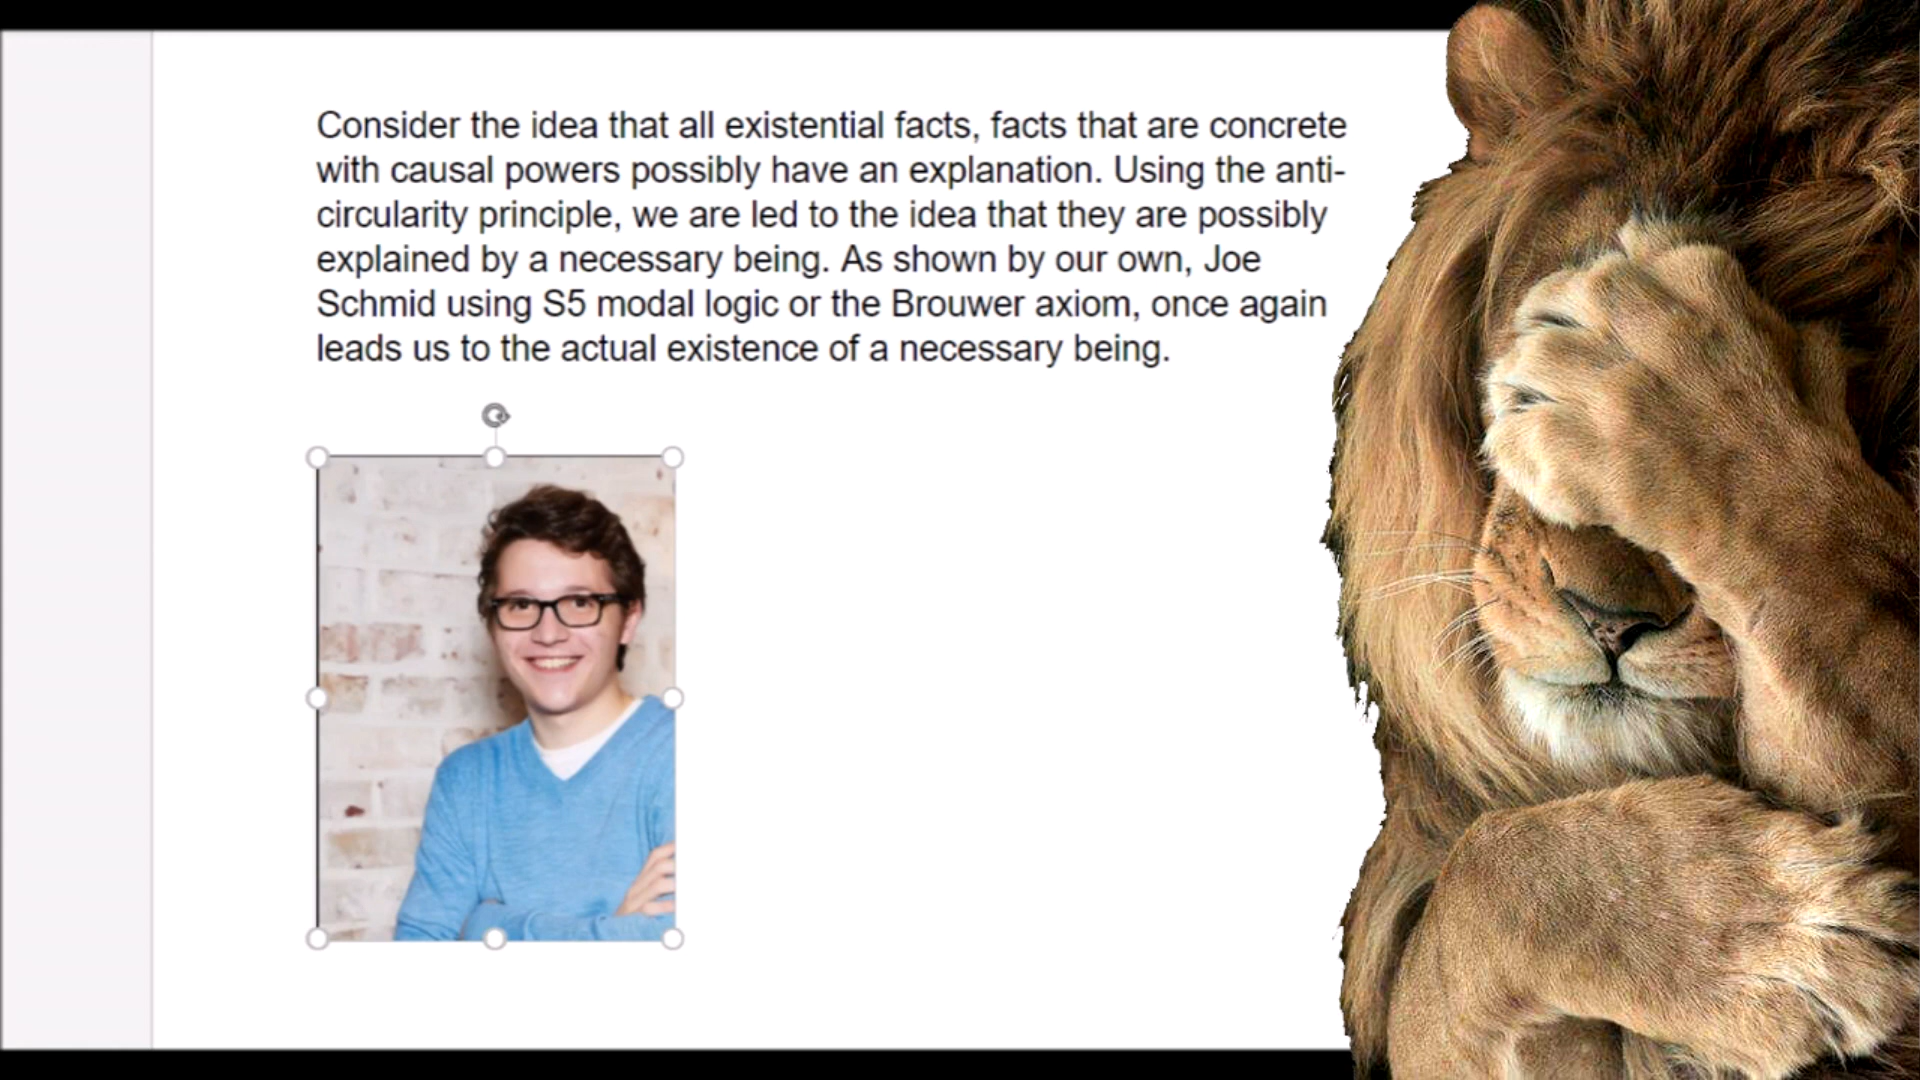 Consider the idea that all existential facts, facts that are concrete
with causal powers possibly have an explanation. Using the anti-
circularity principle, we are led to the idea that they are possibly
explained by a necessary being. As shown by our own, Joe
Schmid using S5 modal logic or the Brouwer axiom, once again
leads us to the actual existence of a necessary being.